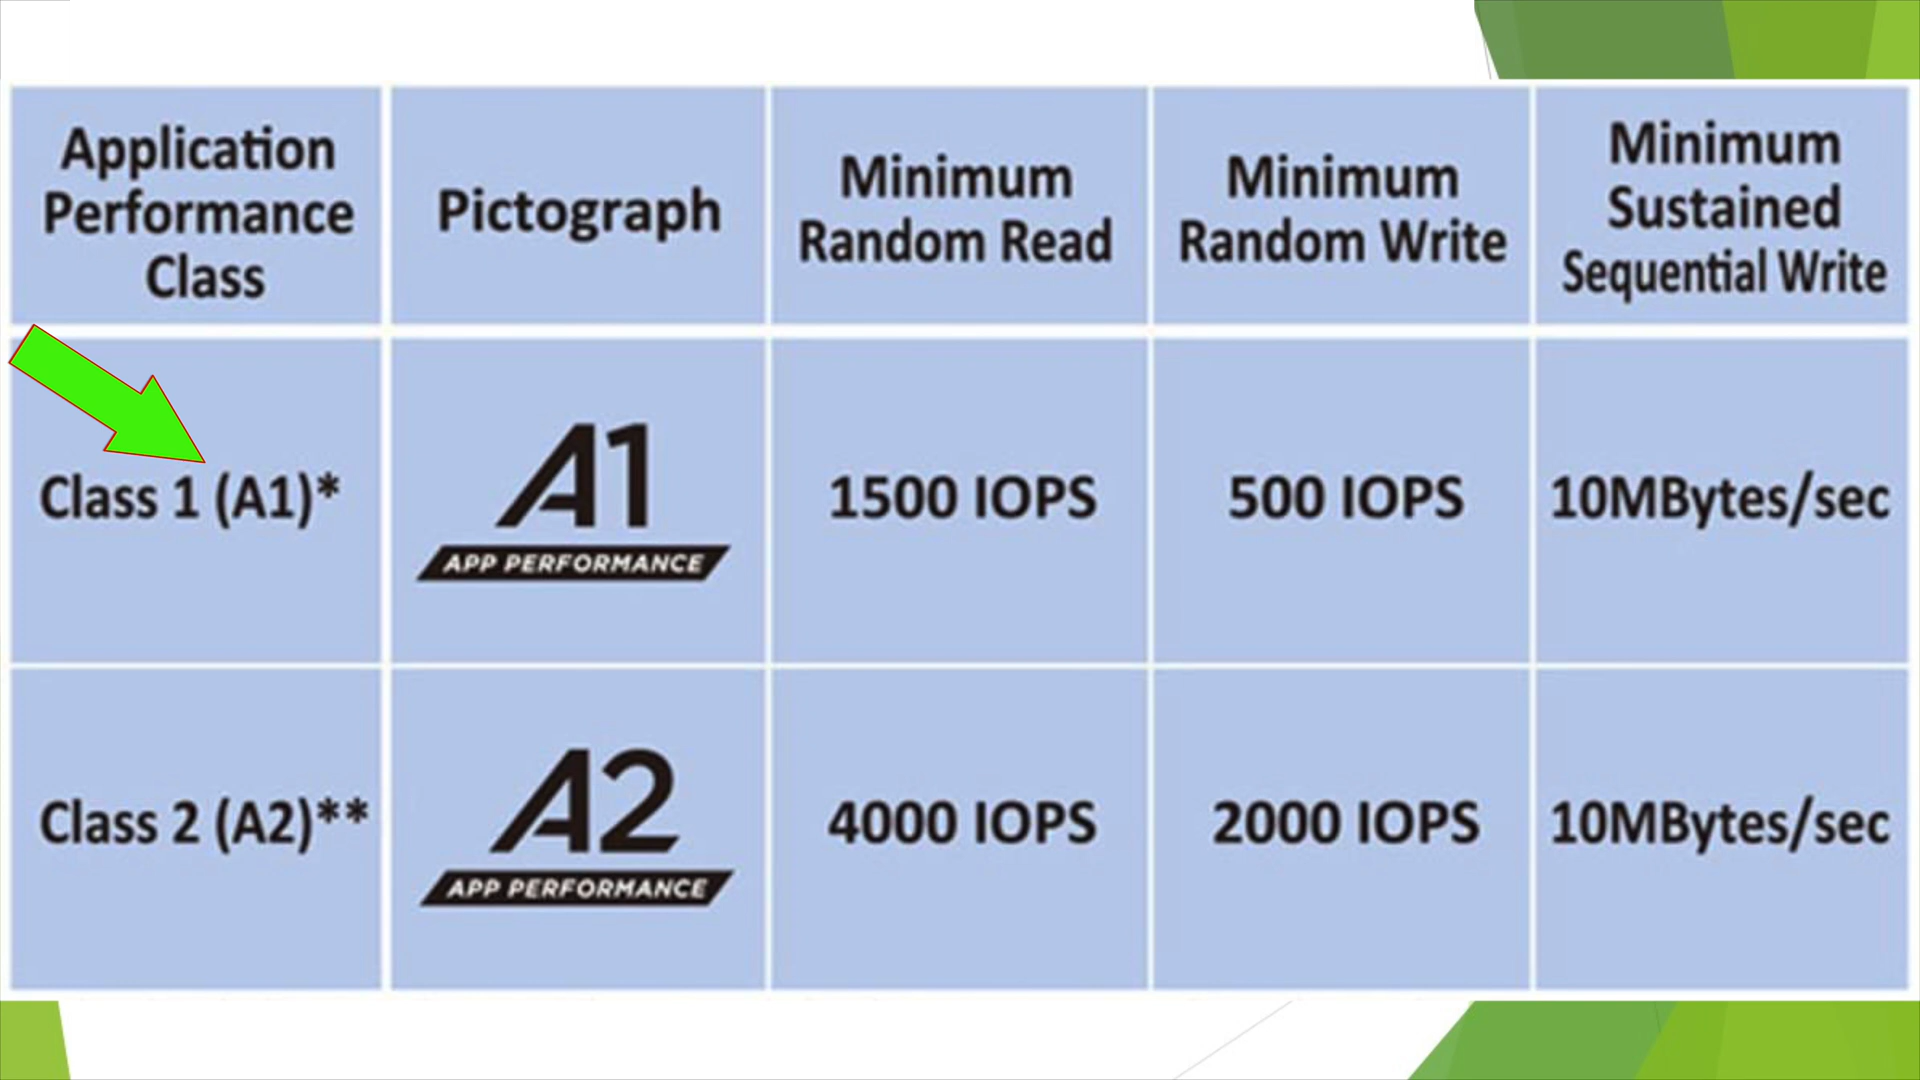 Application
Performance
Class
Pictograph
Minimum
Random Read
Minimum
Random Write
Minimum
Sustained
Sequential Write
Class 1 (A1)*
A1
APP PERFORMANCE
1500 IOPS
500 IOPS
10MBytes/sec
Class 2 (A2)**
A2
APP PERFORMANCE
4000 IOPS
2000 IOPS
10MBytes/sec